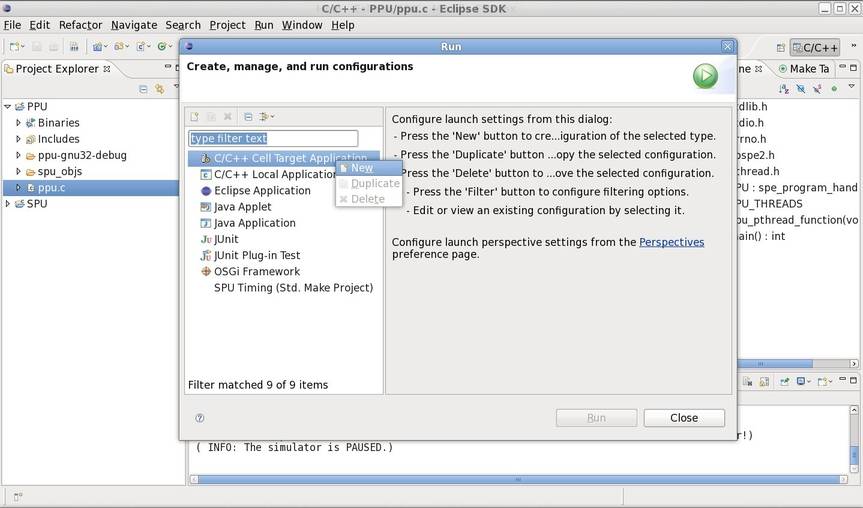 C/C++ - PPU/ppu.c - Eclipse SDK
File Edit Refactor Navigate Search Project Run Window Help
C/C++
Project Explorer
PPU
Binaries
Includes
ppu-gnu32-debug
spu_objs
ppu.c
SPU
Run
Create, manage, and run configurations
type filter text
C/C++ Cell Target Application
C/C++ Local Application
Eclipse Application
Java Applet
Java Application
JUnit
JUnit Plug-in Test
OSGi Framework
SPU Timing (Std. Make Project)
New
Duplicate
Delete
Filter matched 9 of 9 items
Configure launch settings from this dialog:
- Press the 'New' button to cre...iguration of the selected type.
- Press the 'Duplicate' button ...opy the selected configuration.
Press the 'Delete' button to ...ove the selected configuration.
- Press the 'Filter' button to configure filtering options.
- Edit or view an existing configuration by selecting it.
Configure launch perspective settings from the Perspectives
preference page.
Run Close
ne Make Ta
dlib.h
dio.h
rno.h
ospe2.h
thread.h
PU : spe_program_hand
PU_THREADS
pu_pthread_function(vo
ain() : int
r!)
( INFO: The simulator is PAUSED.)